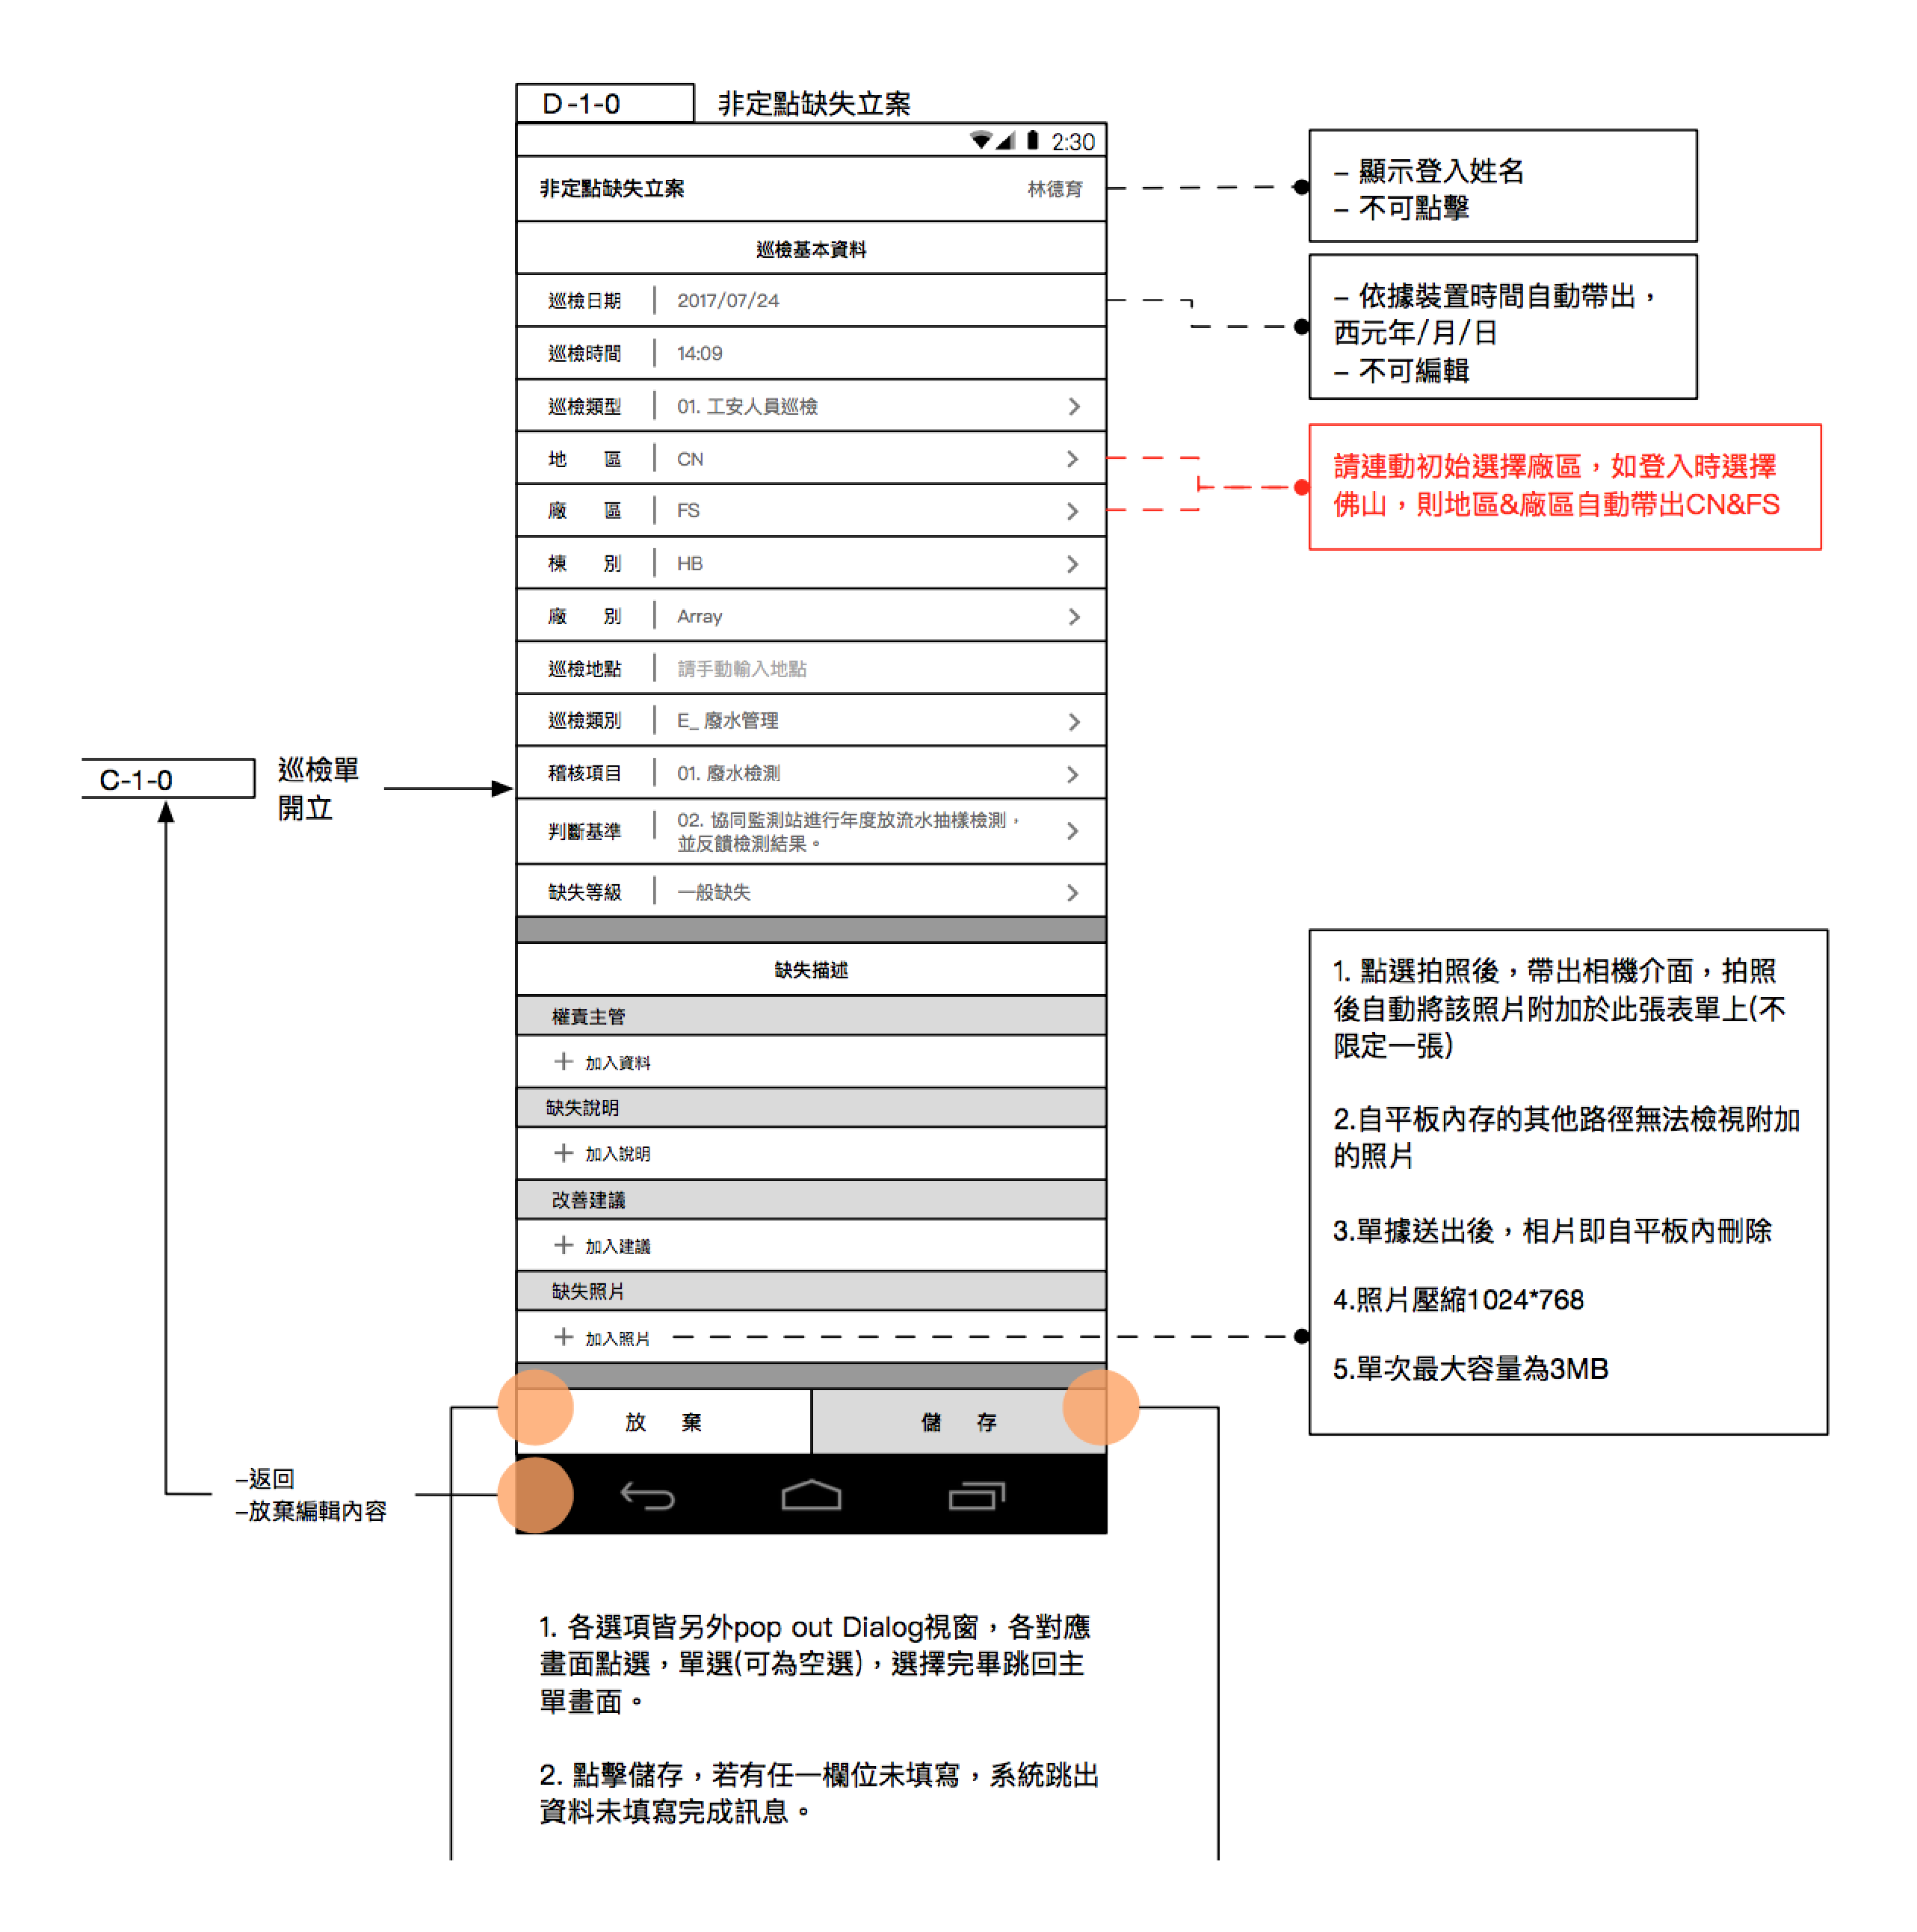 D-1-0
非定點缺失立案
2:30
非定點缺失立案
林德育
巡檢基本資料
巡檢日期
2017/07/24
巡檢時間
14:09
巡檢類型
01. 工安人員巡檢
地 區
CN
廠 區
FS
棟 別
HB
廠 別
Array
巡檢地點
請手動輸入地點
巡檢類別
E_ 廢水管理
稽核項目
01. 廢水檢測
判斷基準
02. 協同監測站進行年度放流水抽樣檢測，
並反饋檢測結果。
缺失等級
一般缺失
缺失描述
權責主管
＋ 加入資料
缺失說明
＋ 加入說明
改善建議
＋ 加入建議
缺失照片
＋ 加入照片
放 棄
儲 存
– 顯示登入姓名
– 不可點擊
– 依據裝置時間自動帶出，
西元年/月/日
– 不可編輯
請連動初始選擇廠區，如登入時選擇
佛山，則地區&廠區自動帶出CN&FS
C-1-0
巡檢單
開立
1. 點選拍照後，帶出相機介面，拍照
後自動將該照片附加於此張表單上(不
限定一張)
2.自平板內存的其他路徑無法檢視附加
的照片
3.單據送出後，相片即自平板內刪除
4.照片壓縮1024*768
5.單次最大容量為3MB
–返回
–放棄編輯內容
1. 各選項皆另外pop out Dialog視窗，各對應
畫面點選，單選(可為空選)，選擇完畢跳回主
單畫面。
2. 點擊儲存，若有任一欄位未填寫，系統跳出
資料未填寫完成訊息。